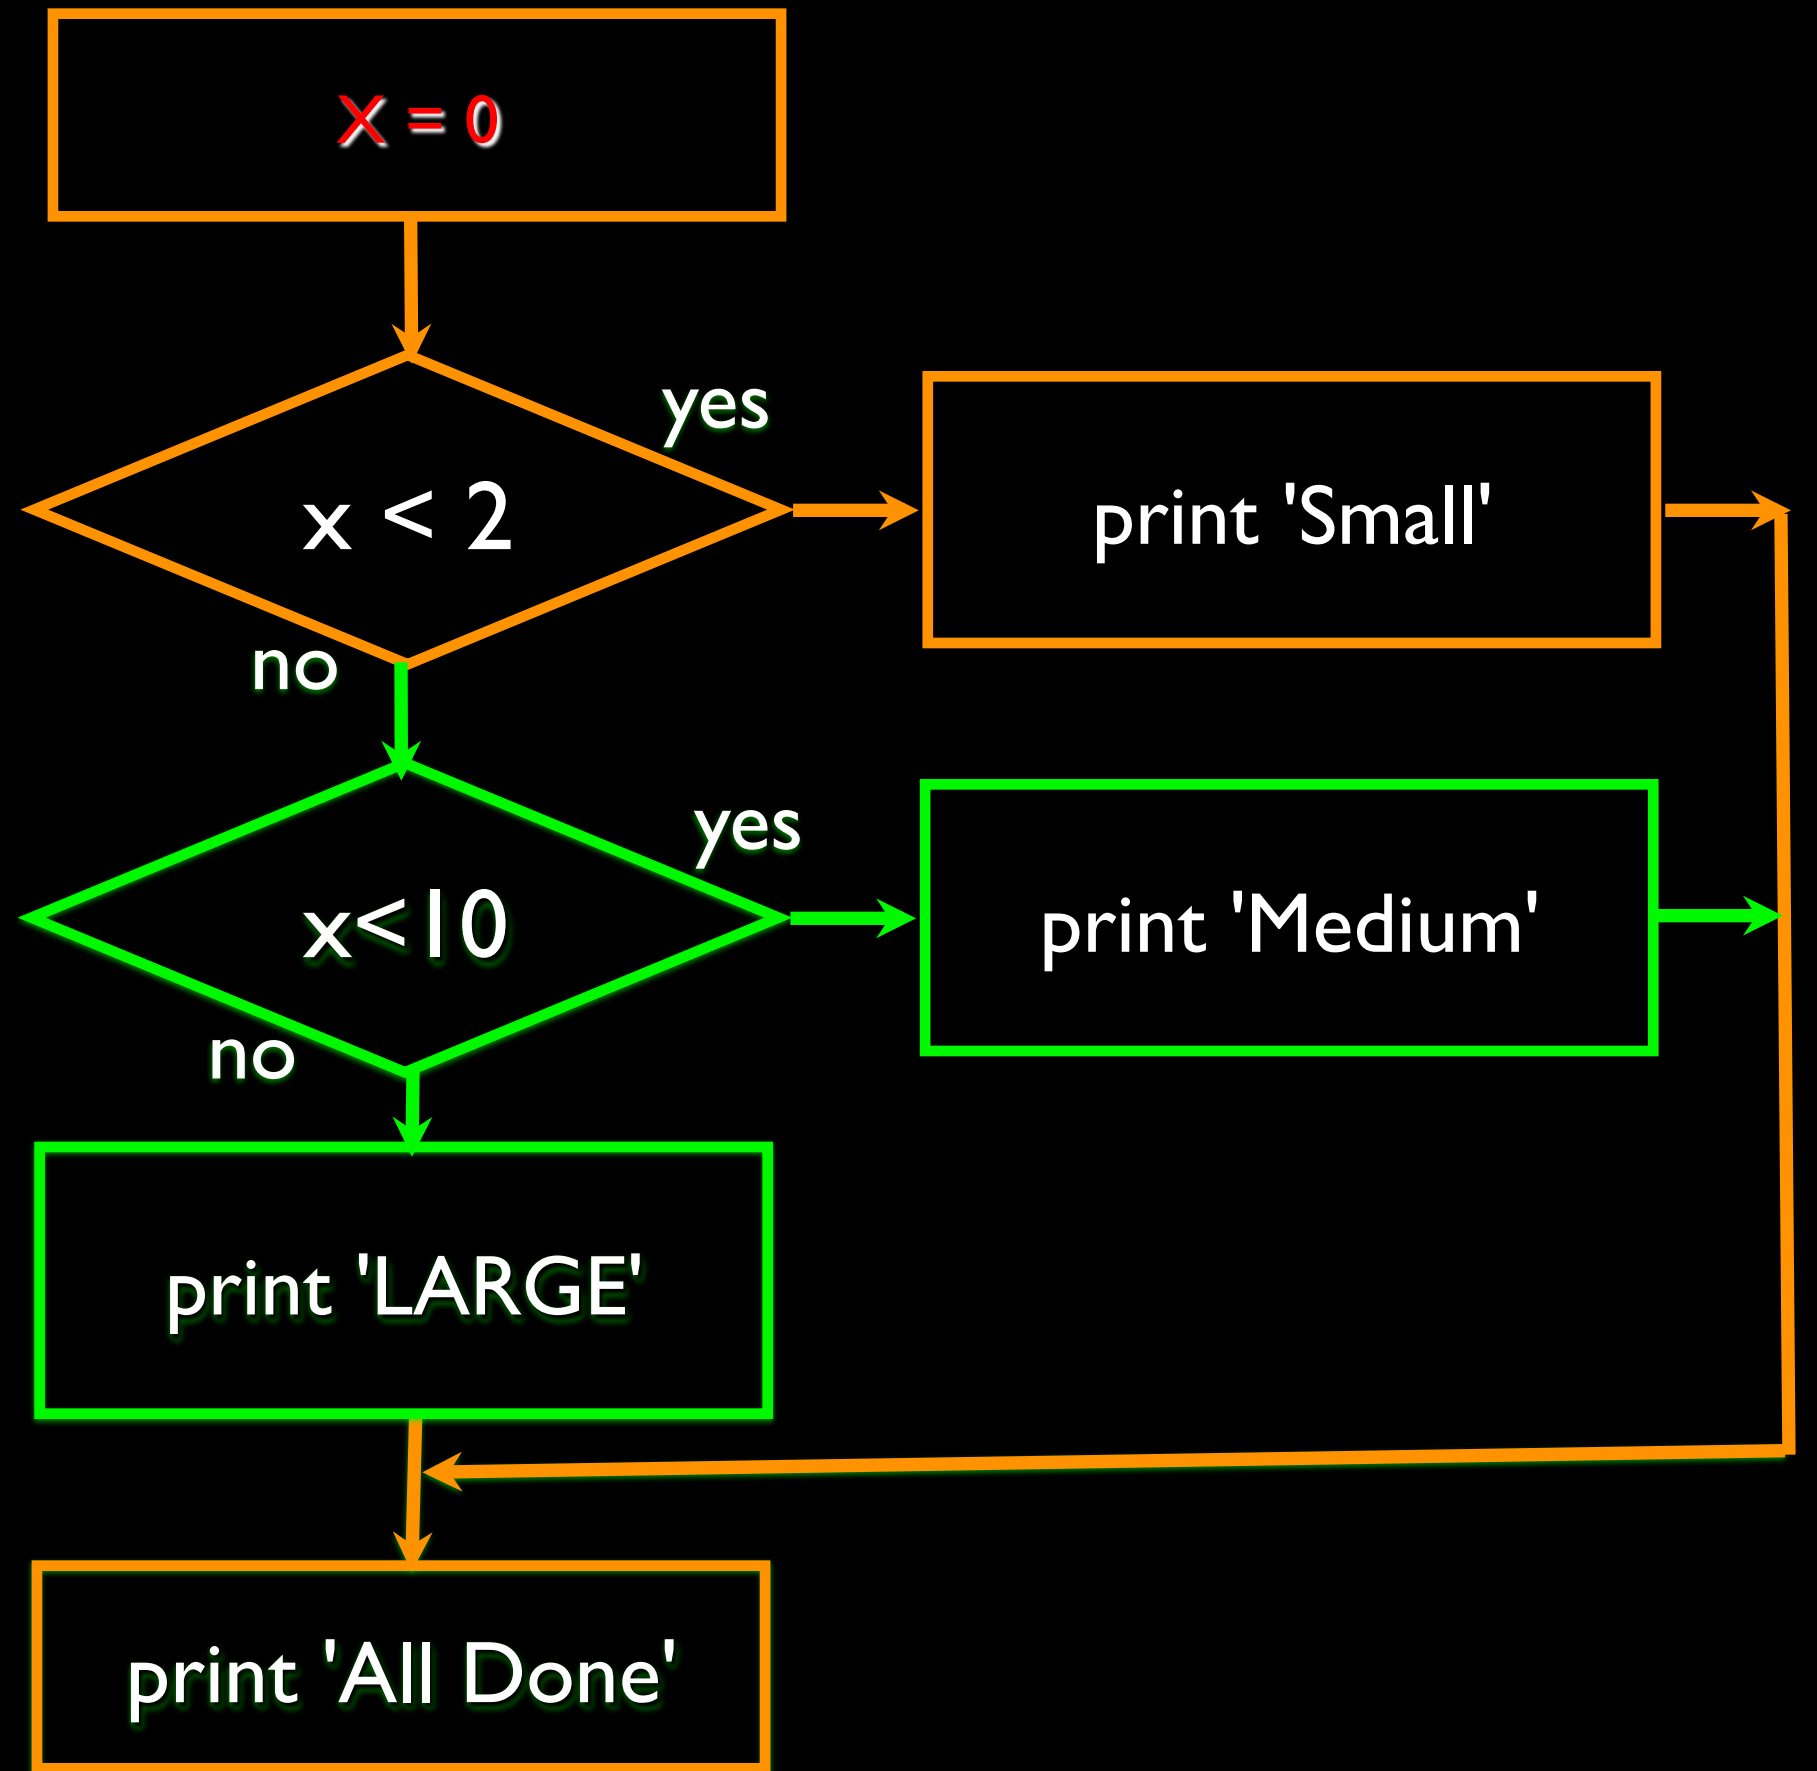 X = 0
yes
x < 2
print 'Small'
no
yes
x<10
print 'Medium'
no
print 'LARGE'
print 'All Done'